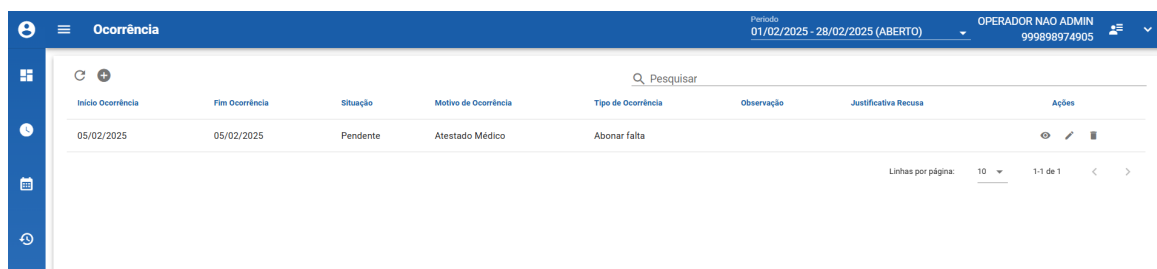 Ocorrência
Período
01/02/2025 - 28/02/2025 (ABERTO)
OPERADOR NAO ADMIN
999898974905
Pesquisar
Início Ocorrência Fim Ocorrência Situação Motivo de Ocorrência Tipo de Ocorrência Observação Justificativa Recusa Ações
05/02/2025 05/02/2025 Pendente Atestado Médico Abonar falta
Linhas por página: 10 1-1 de 1